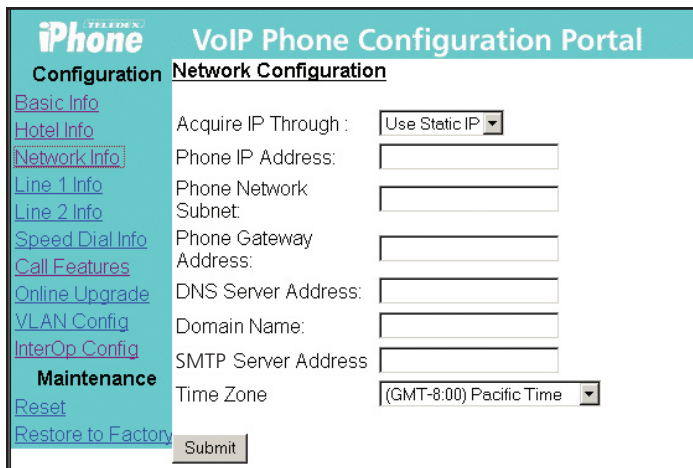 TELEDEX
iPhone
VoIP Phone Configuration Portal
Configuration
Basic Info
Hotel Info
Network Info
Line 1 Info
Line 2 Info
Speed Dial Info
Call Features
Online Upgrade
VLAN Config
InterOp Config
Maintenance
Reset
Restore to Factory
Network Configuration
Acquire IP Through : Use Static IP
Phone IP Address:
Phone Network
Subnet:
Phone Gateway
Address:
DNS Server Address:
Domain Name:
SMTP Server Address
Time Zone (GMT-8:00) Pacific Time
Submit